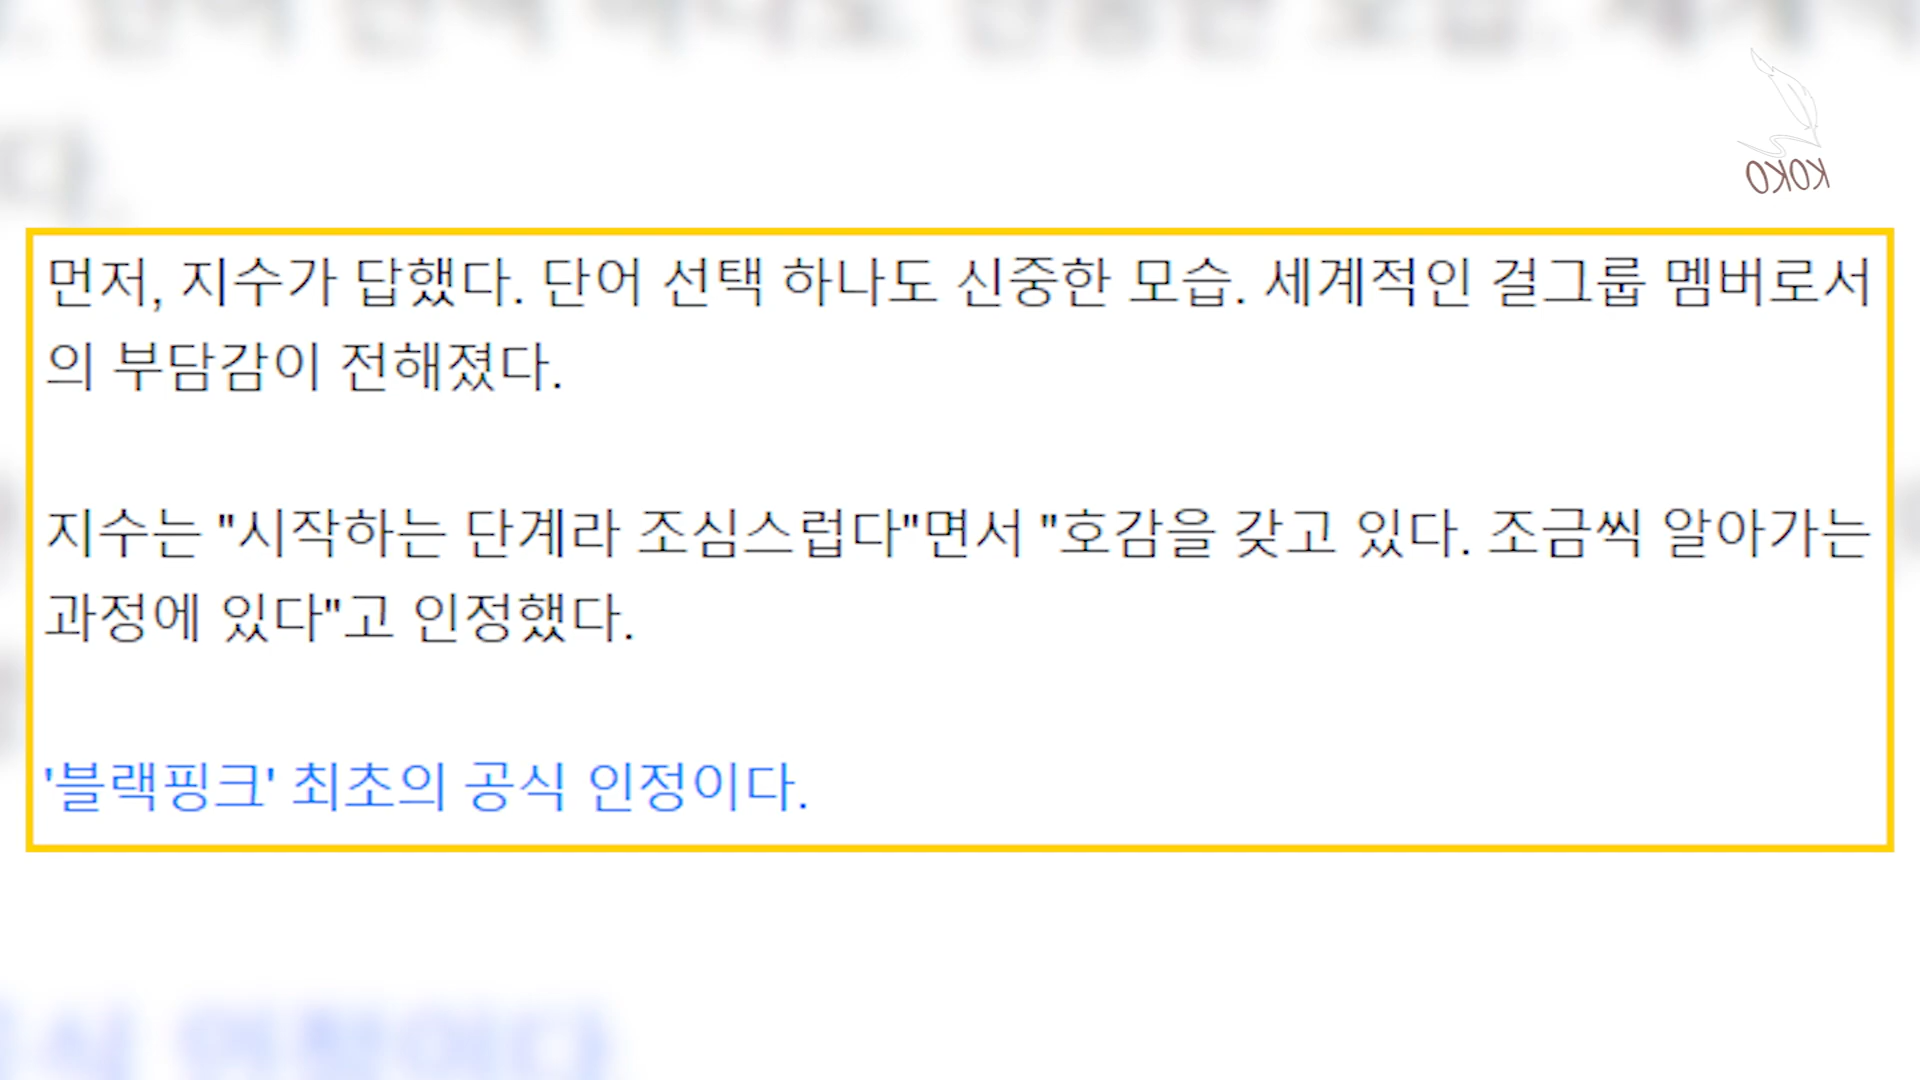 KOKO
먼저, 지수가 답했다. 단어 선택 하나도 신중한 모습. 세계적인 걸그룹 멤버로서
의 부담감이 전해졌다.
지수는 "시작하는 단계라 조심스럽다"면서 "호감을 갖고 있다. 조금씩 알아가는
과정에 있다"고 인정했다.
'블랙핑크' 최초의 공식 인정이다.